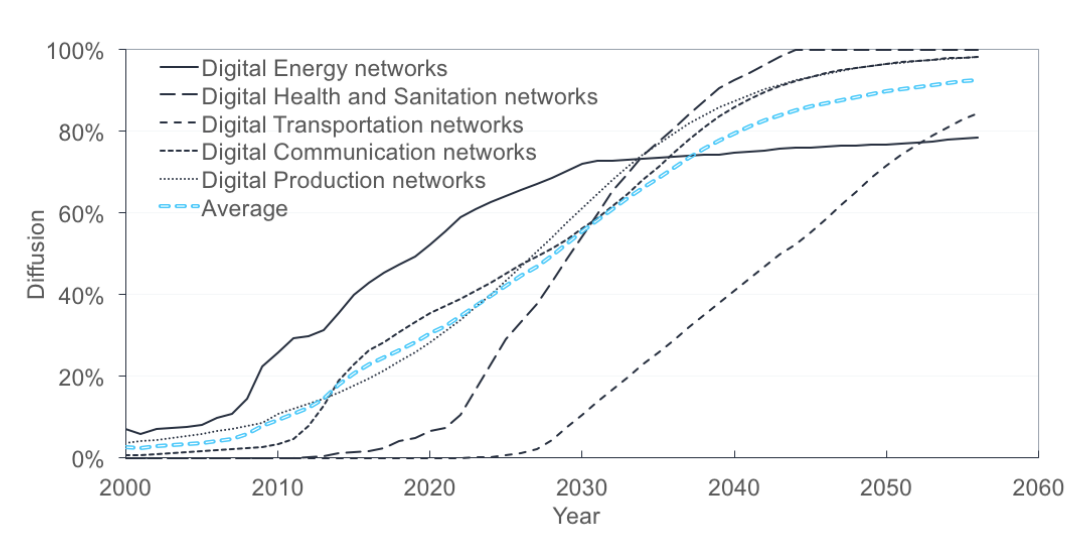 100%
80%
60%
40%
20%
0%
Diffusion
Digital Energy networks
Digital Health and Sanitation networks
Digital Transportation networks
Digital Communication networks
Digital Production networks
Average
2000 2010 2020 2030 2040 2050 2060
Year